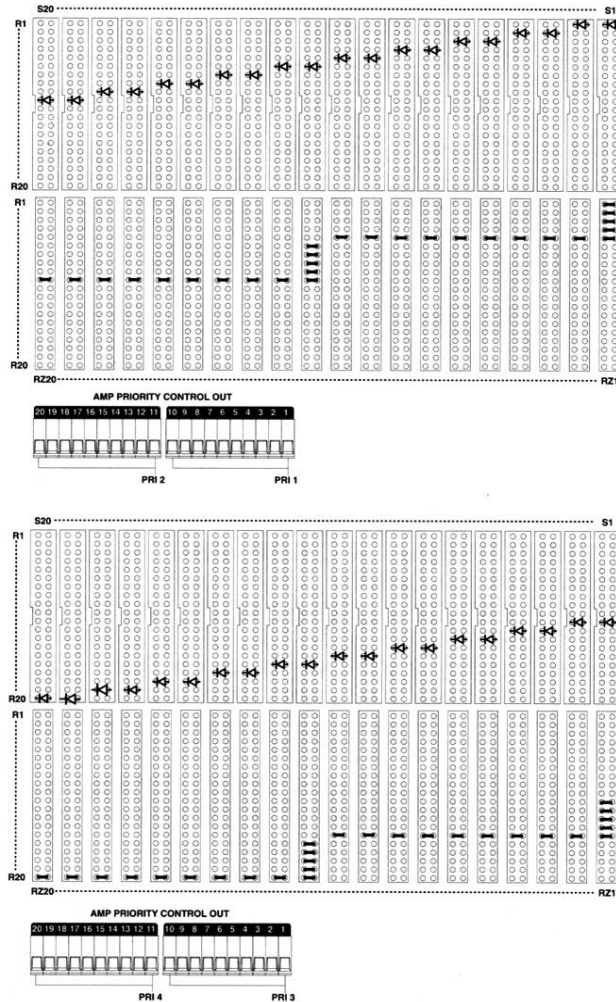 S20 S1
R1
R20
R1
R20
RZ20 RZ1
AMP PRIORITY CONTROL OUT
20 19 18 17 16 15 14 13 12 11 10 9 8 7 6 5 4 3 2 1
PRI 2 PRI 1
S20 S1
R1
R20
R1
R20
RZ20 RZ1
AMP PRIORITY CONTROL OUT
20 19 18 17 16 15 14 13 12 11 10 9 8 7 6 5 4 3 2 1
PRI 4 PRI 3